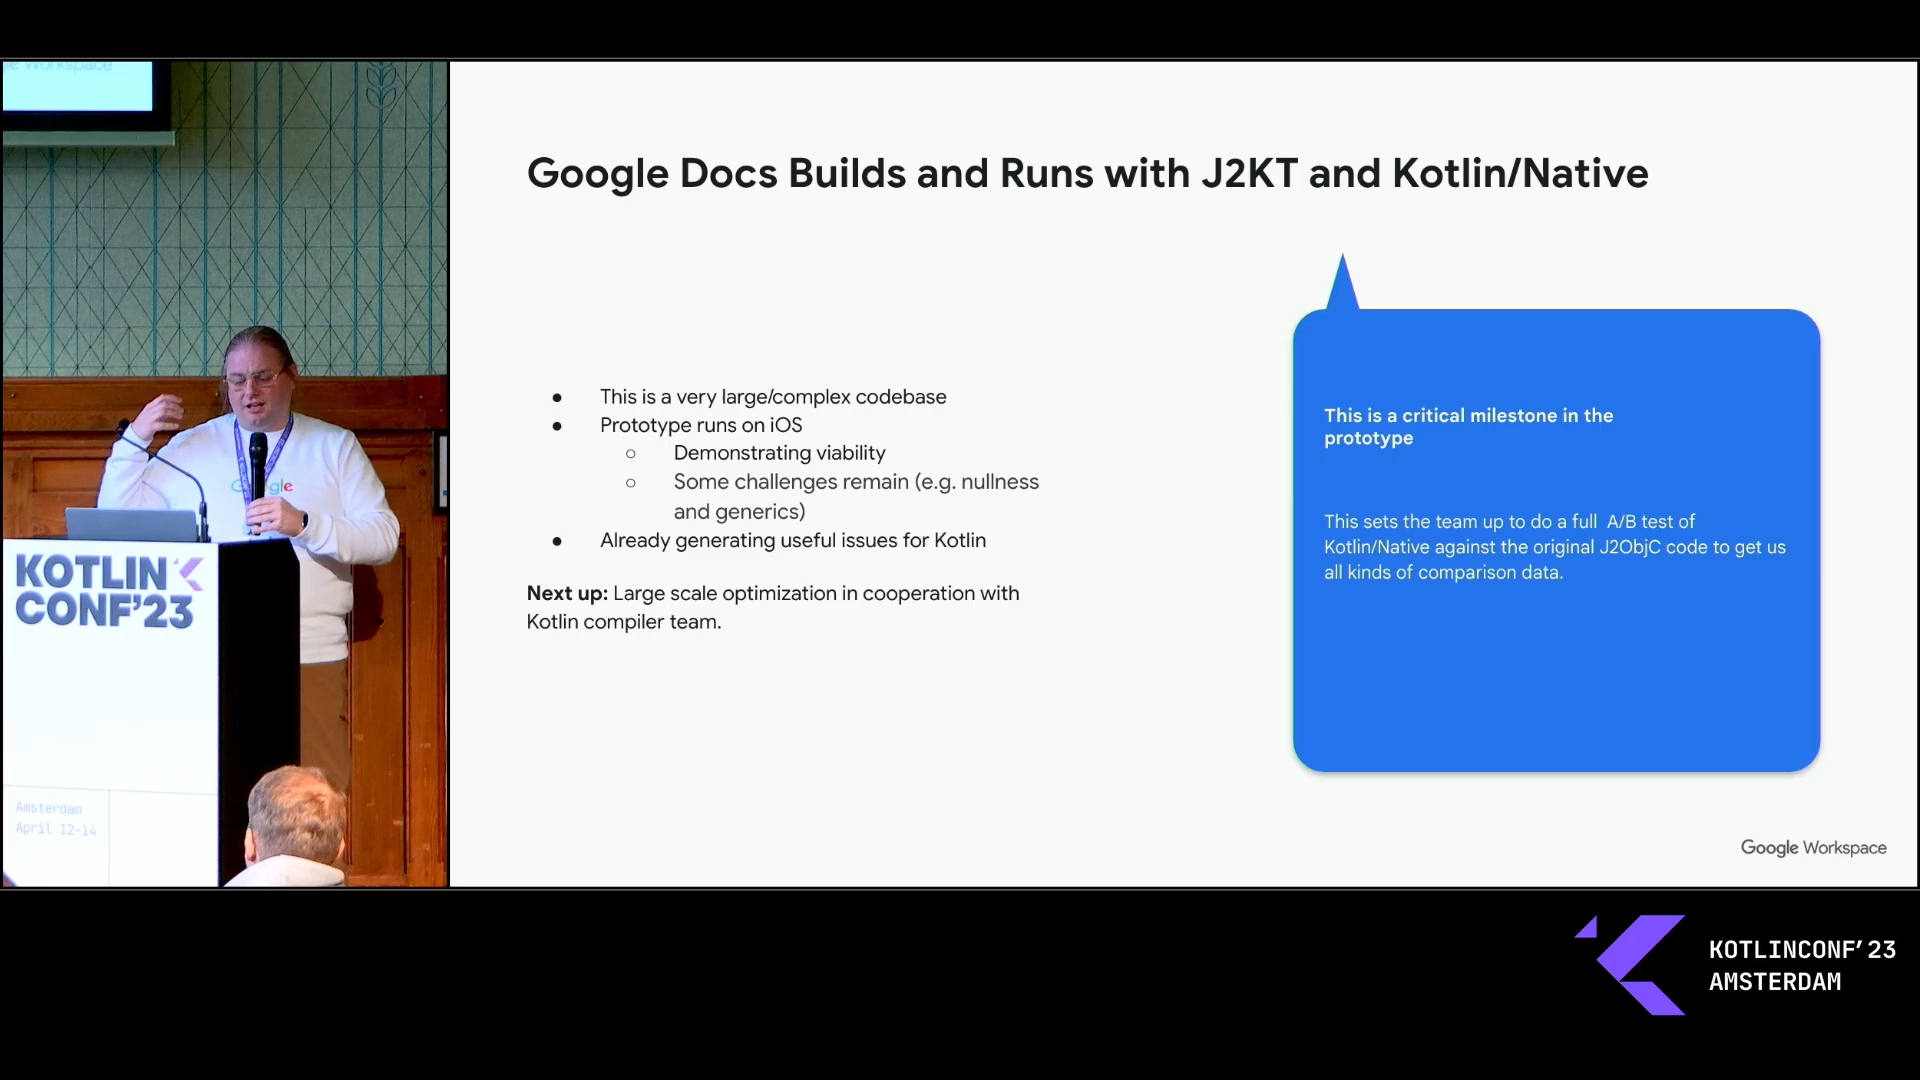 Workspace
Google
KOTLIN
CONF'23
Amsterdam
April 12-14
Google Docs Builds and Runs with J2KT and Kotlin/Native
● This is a very large/complex codebase
● Prototype runs on iOS
○ Demonstrating viability
○ Some challenges remain (e.g. nullness
and generics)
● Already generating useful issues for Kotlin
Next up: Large scale optimization in cooperation with
Kotlin compiler team.
This is a critical milestone in the
prototype
This sets the team up to do a full A/B test of
Kotlin/Native against the original J2ObjC code to get us
all kinds of comparison data.
Google Workspace
KOTLINCONF'23
AMSTERDAM